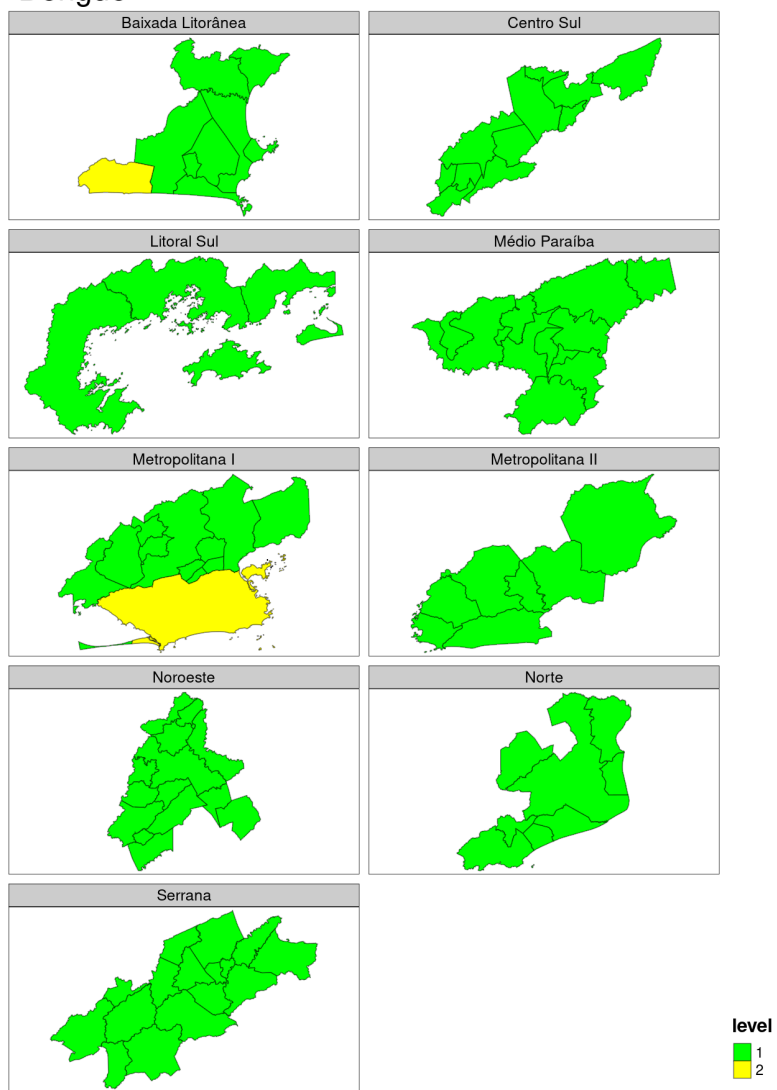 Baixada Litorânea
Centro Sul
Litoral Sul
Médio Paraíba
Metropolitana I
Metropolitana II
Noroeste
Norte
Serrana
level
1
2